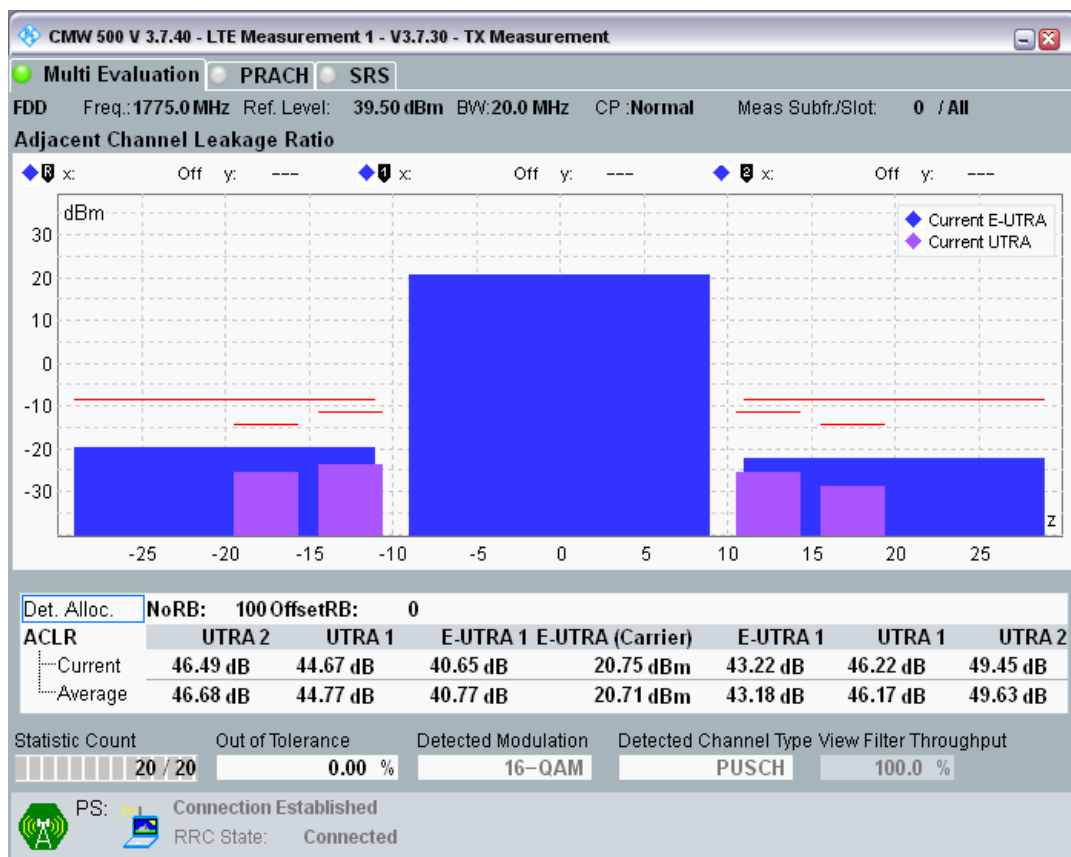 CMW 500 V 3.7.40 - LTE Measurement 1 - V3.7.30 - TX Measurement
Multi Evaluation PRACH SRS
FDD Freq.:1775.0 MHz Ref. Level: 39.50 dBm BW:20.0 MHz CP :Normal Meas Subfr./Slot: 0 / All
Adjacent Channel Leakage Ratio
R x: Off y: --- 1 x: Off y: --- 2 x: Off y: ---
dBm
Current E-UTRA
Current UTRA
30
20
10
0
-10
-20
-30
z
-25 -20 -15 -10 -5 0 5 10 15 20 25
Det. Alloc. NoRB: 100 OffsetRB: 0
ACLR UTRA 2 UTRA 1 E-UTRA 1 E-UTRA (Carrier) E-UTRA 1 UTRA 1 UTRA 2
Current 46.49 dB 44.67 dB 40.65 dB 20.75 dBm 43.22 dB 46.22 dB 49.45 dB
Average 46.68 dB 44.77 dB 40.77 dB 20.71 dBm 43.18 dB 46.17 dB 49.63 dB
Statistic Count Out of Tolerance Detected Modulation Detected Channel Type View Filter Throughput
20 / 20 0.00 % 16-QAM PUSCH 100.0 %
PS: Connection Established
RRC State: Connected